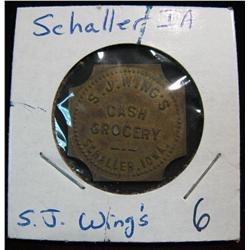 Schaller IA
S. J. WING'S
CASH
GROCERY
SCHALLER, IOWA.
S.J. Wing's
6